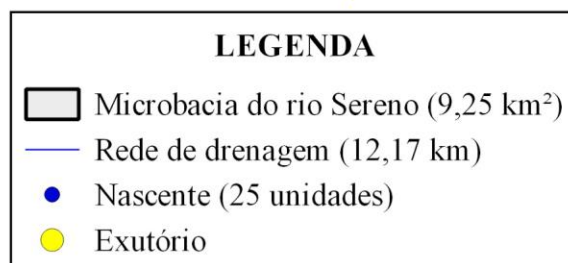 LEGENDA
Microbacia do rio Sereno (9,25 km²)
Rede de drenagem (12,17 km)
Nascente (25 unidades)
Exutório